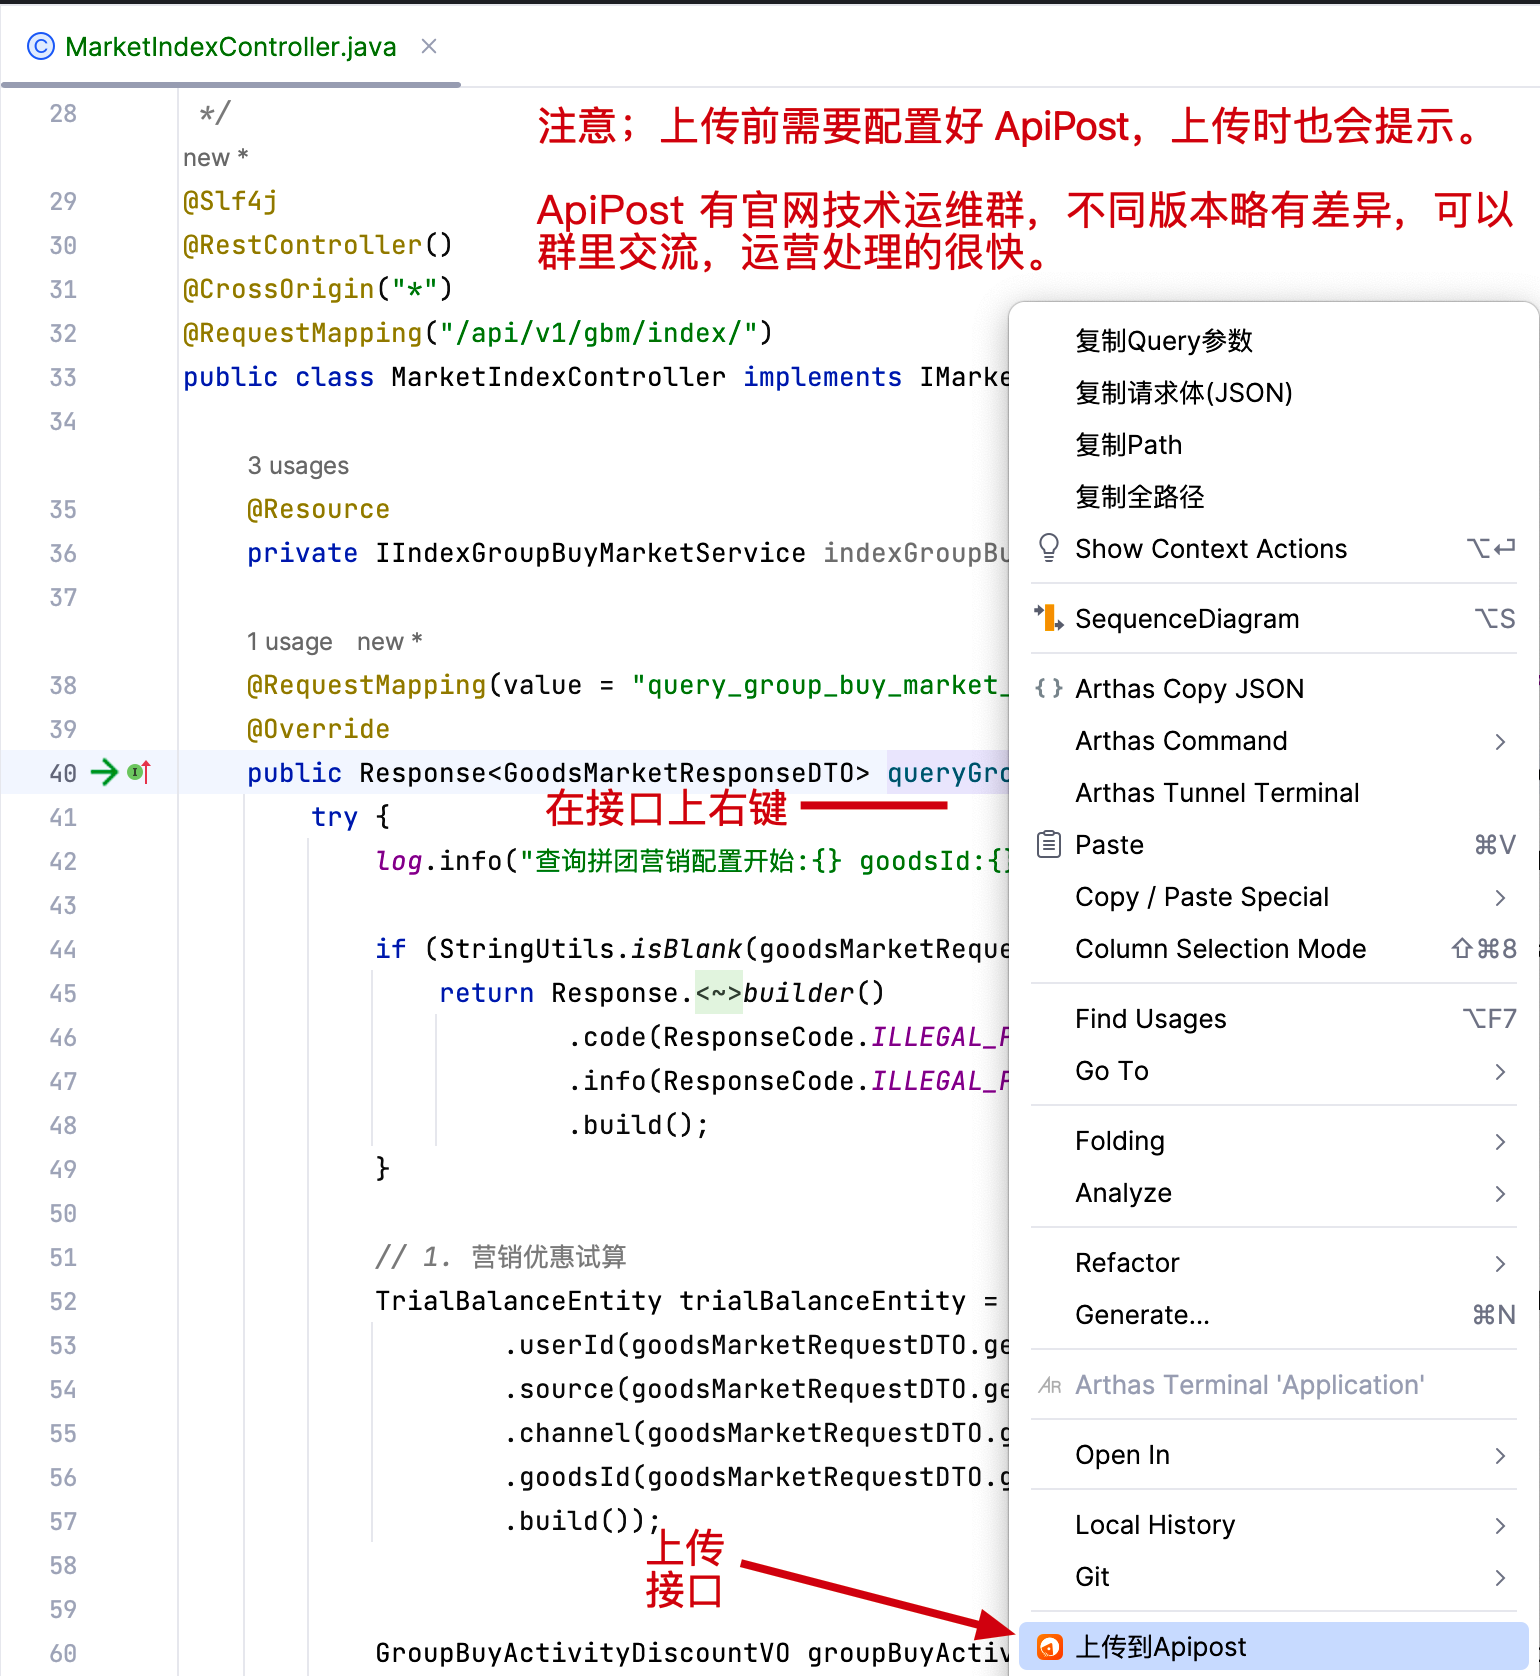 MarketIndexController.java
28 */
注意；上传前需要配置好 ApiPost，上传时也会提示。
new *
29 @Slf4j
ApiPost 有官网技术运维群，不同版本略有差异，可以
群里交流，运营处理的很快。
30 @RestController()
31 @CrossOrigin("*")
32 @RequestMapping("/api/v1/gbm/index/")
33 public class MarketIndexController implements IMarke
34
3 usages
35 @Resource
36 private IIndexGroupBuyMarketService indexGroupBu
37
1 usage new *
38 @RequestMapping(value = "query_group_buy_market_
39 @Override
40 public Response<GoodsMarketResponseDTO> queryGro
在接口上右键
41 try {
42 log.info("查询拼团营销配置开始:{} goodsId:{}
43
44 if (StringUtils.isBlank(goodsMarketReque
45 return Response.<~>builder()
46 .code(ResponseCode.ILLEGAL_P
47 .info(ResponseCode.ILLEGAL_P
48 .build();
49 }
50
51 // 1. 营销优惠试算
52 TrialBalanceEntity trialBalanceEntity =
53 .userId(goodsMarketRequestDTO.ge
54 .source(goodsMarketRequestDTO.ge
55 .channel(goodsMarketRequestDTO.g
56 .goodsId(goodsMarketRequestDTO.g
57 .build());
上传
接口
58
59
60 GroupBuyActivityDiscountVO groupBuyActiv
复制Query参数
复制请求体(JSON)
复制Path
复制全路径
Show Context Actions ⌥↩
SequenceDiagram ⌥S
Arthas Copy JSON
Arthas Command
Arthas Tunnel Terminal
Paste ⌘V
Copy / Paste Special
Column Selection Mode ⇧⌘8
Find Usages ⌥F7
Go To
Folding
Analyze
Refactor
Generate... ⌘N
Arthas Terminal 'Application'
Open In
Local History
Git
上传到Apipost